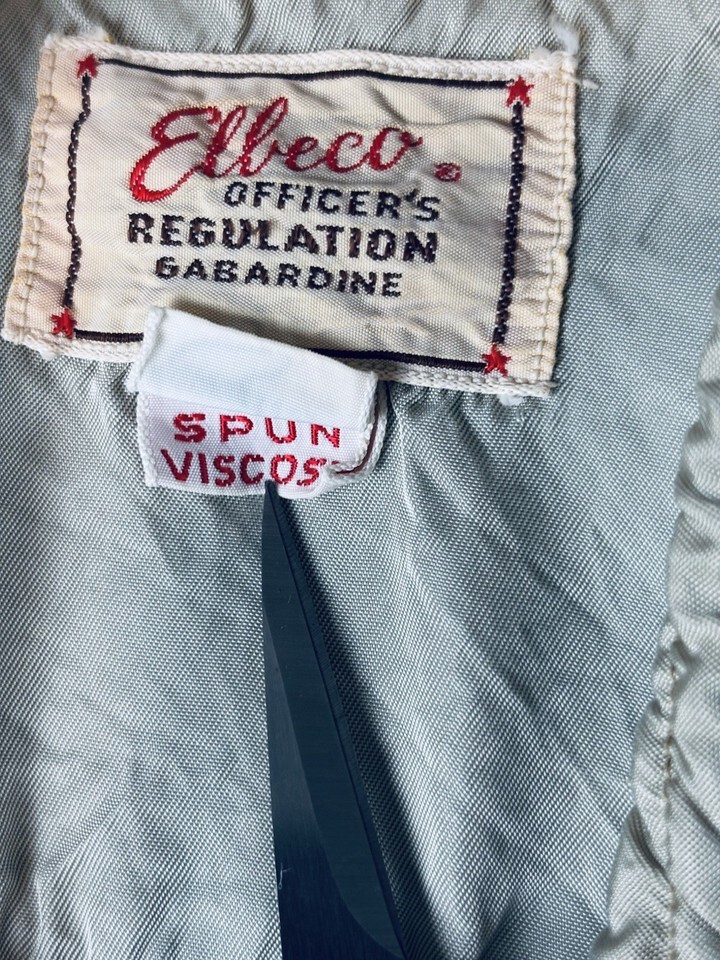 Elbeco ®
OFFICER'S
REGULATION
GABARDINE
SPUN
VISCOS